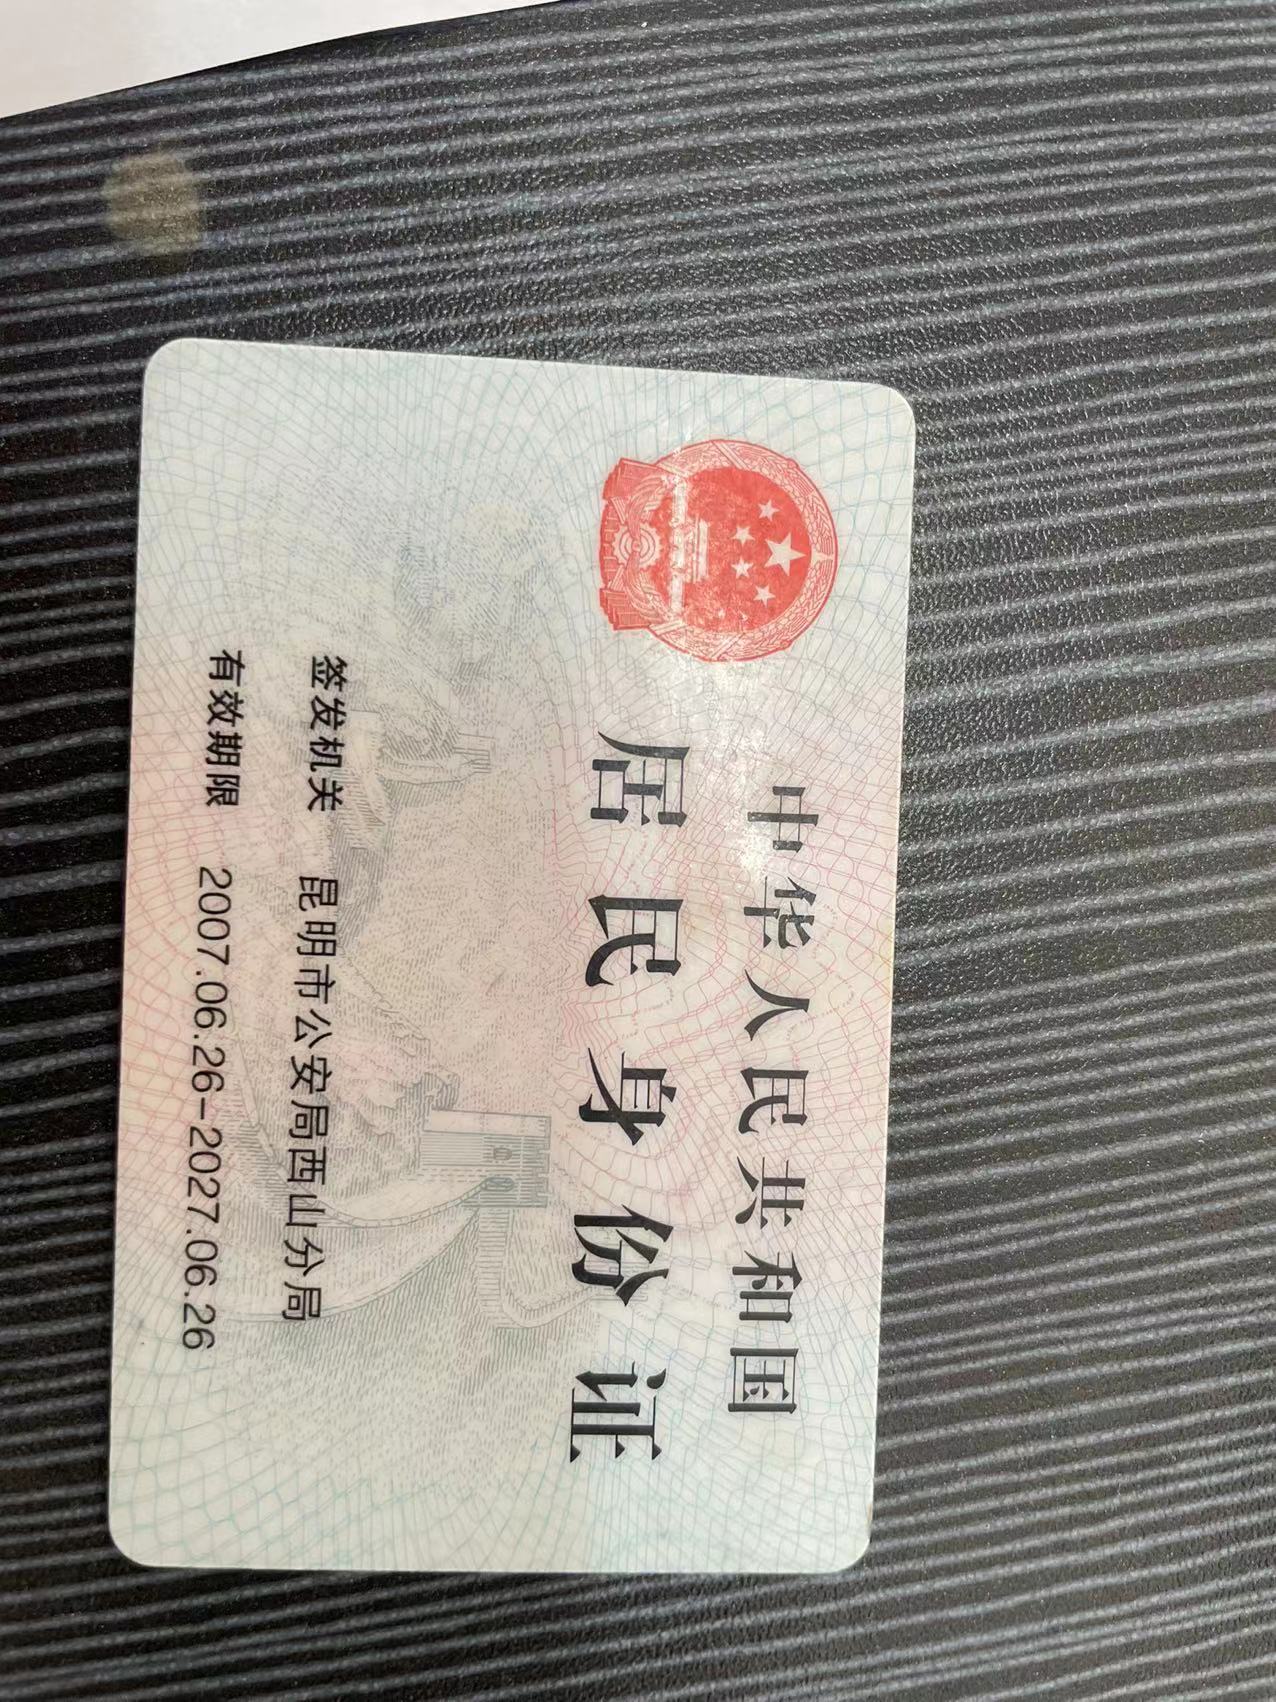 中华人民共和国
居民身份证
签发机关 昆明市公安局西山分局
有效期限 2007.06.26-2027.06.26